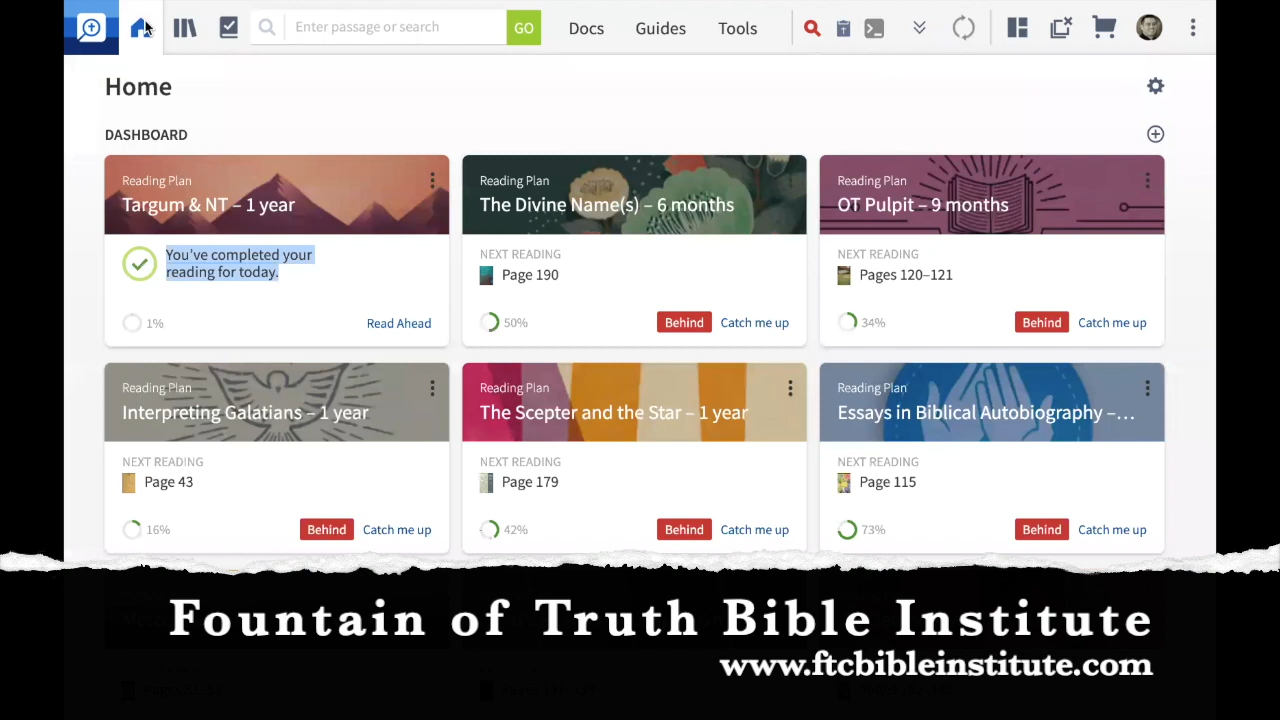 Enter passage or search
GO
Docs
Guides
Tools
Home
DASHBOARD
Reading Plan
Targum & NT – 1 year
You've completed your
reading for today.
1%
Read Ahead
Reading Plan
The Divine Name(s) – 6 months
NEXT READING
Page 190
50%
Behind
Catch me up
Reading Plan
OT Pulpit – 9 months
NEXT READING
Pages 120–121
34%
Behind
Catch me up
Reading Plan
Interpreting Galatians – 1 year
NEXT READING
Page 43
16%
Behind
Catch me up
Reading Plan
The Scepter and the Star – 1 year
NEXT READING
Page 179
42%
Behind
Catch me up
Reading Plan
Essays in Biblical Autobiography –…
NEXT READING
Page 115
73%
Behind
Catch me up
Fountain of Truth Bible Institute
www.ftcbibleinstitute.com